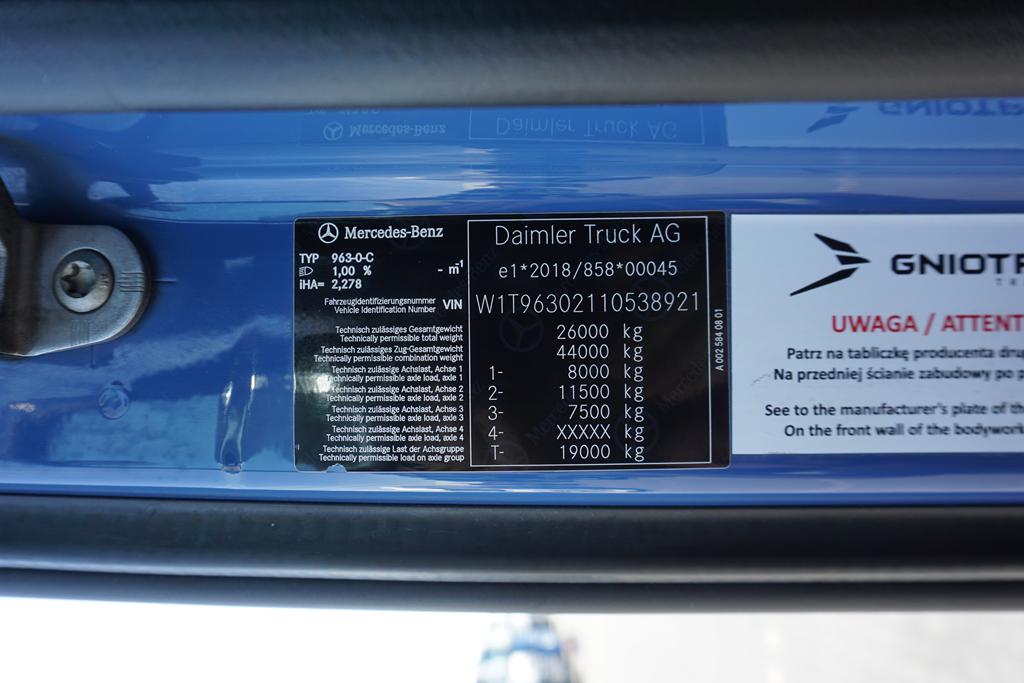 Mercedes-Benz
TYP 963-0-C
1,00 % - m⁻¹
iHA= 2,278
Fahrzeugidentifizierungsnummer
Vehicle Identification Number VIN
Technisch zulässiges Gesamtgewicht
Technically permissible total weight
Technisch zulässiges Zug-Gesamtgewicht
Technically permissible combination weight
Technisch zulässige Achslast, Achse 1
Technically permissible axle load, axle 1
Technisch zulässige Achslast, Achse 2
Technically permissible axle load, axle 2
Technisch zulässige Achslast, Achse 3
Technically permissible axle load, axle 3
Technisch zulässige Achslast, Achse 4
Technically permissible axle load, axle 4
Technisch zulässige Last der Achsgruppe
Technically permissible load on axle group
Daimler Truck AG
e1*2018/858*00045
W1T96302110538921
26000 kg
44000 kg
1- 8000 kg
2- 11500 kg
3- 7500 kg
4- XXXXX kg
T- 19000 kg
A 002 584 08 01
GNIOTP
TR
UWAGA / ATTENT
Patrz na tabliczkę producenta dru
Na przedniej ścianie zabudowy po p
See to the manufacturer's plate of th
On the front wall of the bodywork